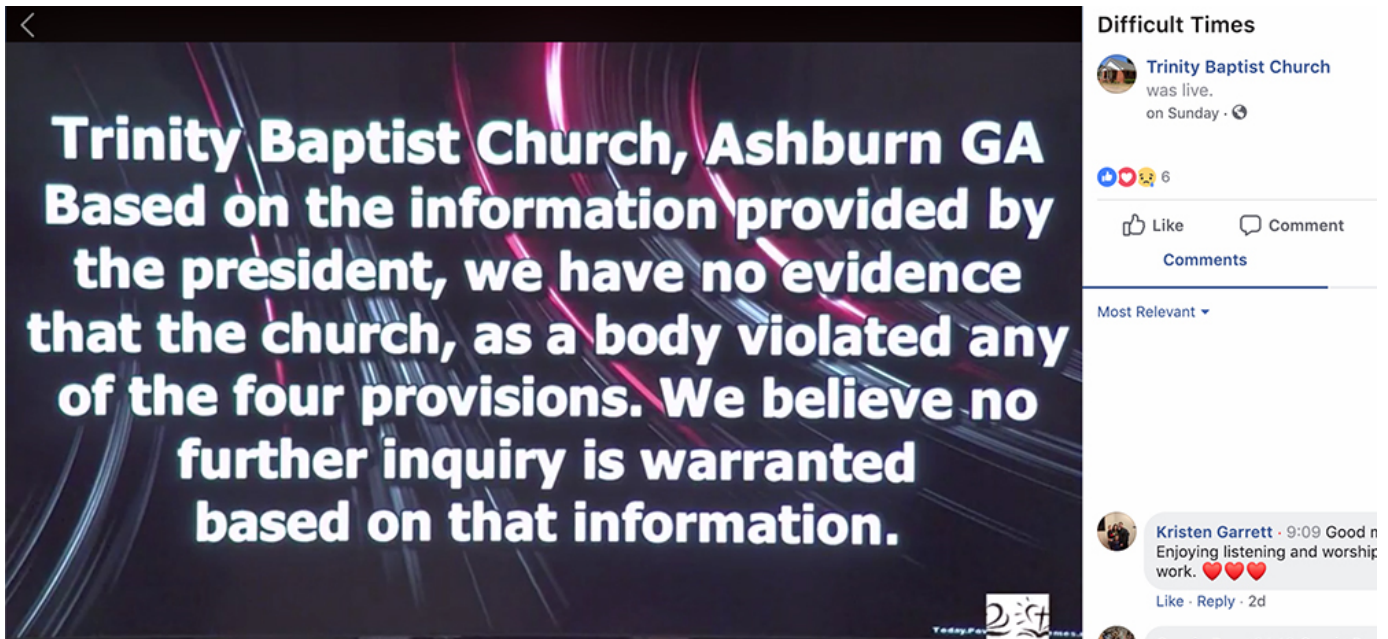 Trinity Baptist Church, Ashburn GA
Based on the information provided by
the president, we have no evidence
that the church, as a body violated any
of the four provisions. We believe no
further inquiry is warranted
based on that information.
Difficult Times
Trinity Baptist Church
was live.
on Sunday ·
6
Like Comment
Comments
Most Relevant
Kristen Garrett · 9:09 Good
Enjoying listening and
work. ❤️❤️❤️
Like · Reply · 2d